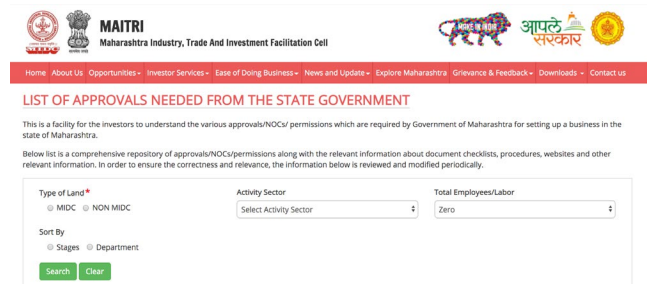 MAITRI
Maharashtra Industry, Trade And Investment Facilitation Cell
MAKE IN INDIA
आपले
सरकार
Home About Us Opportunities Investor Services Ease of Doing Business News and Update Explore Maharashtra Grievance & Feedback Downloads Contact us
LIST OF APPROVALS NEEDED FROM THE STATE GOVERNMENT
This is a facility for the investors to understand the various approvals/NOCs/ permissions which are required by Government of Maharashtra for setting up a business in the
state of Maharashtra.
Below list is a comprehensive repository of approvals/NOCs/permissions along with the relevant information about document checklists, procedures, websites and other
relevant information. In order to ensure the correctness and relevance, the information below is reviewed and modified periodically.
Type of Land* Activity Sector Total Employees/Labor
MIDC NON MIDC Select Activity Sector Zero
Sort By
Stages Department
Search Clear